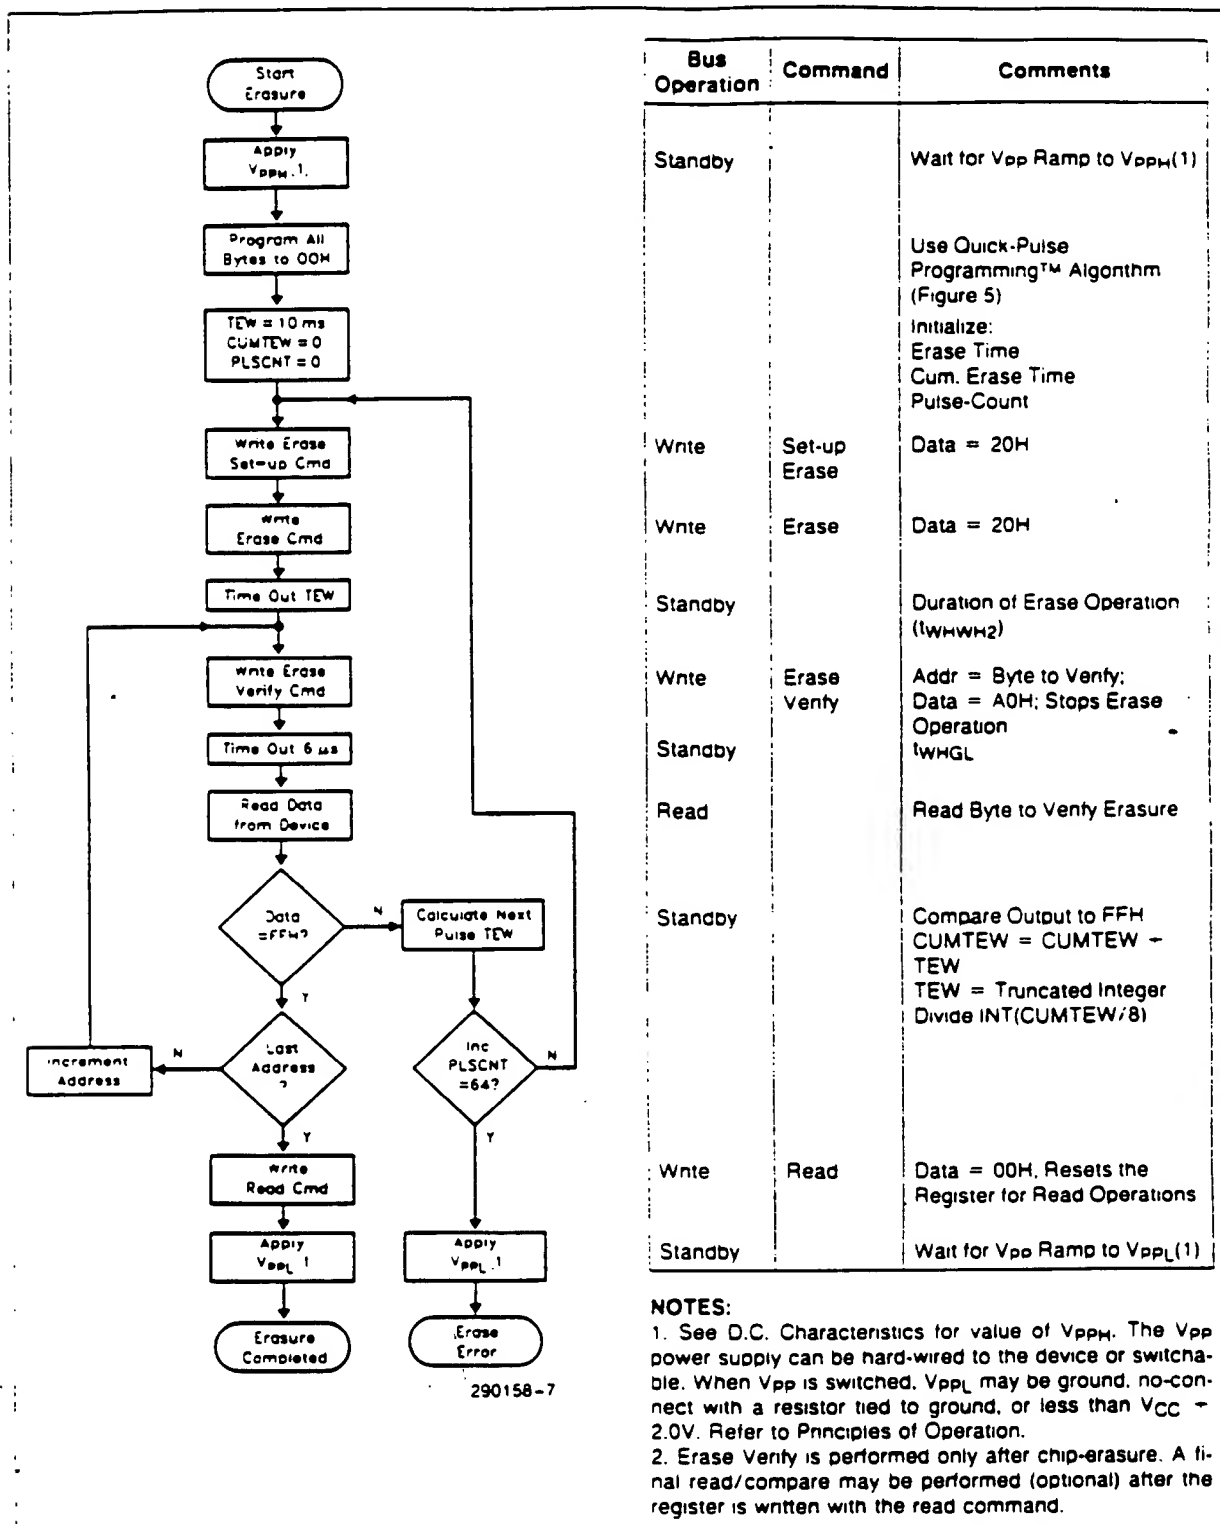 Start
Erasure
Apply
VPPH(1)
Program All
Bytes to 00H
TEW = 10 ms
CUMTEW = 0
PLSCNT = 0
Write Erase
Set-up Cmd
Write
Erase Cmd
Time Out TEW
Write Erase
Verify Cmd
Time Out 6 µs
Read Data
from Device
Data
=FFH?
N
Y
Calculate Next
Pulse TEW
Last
Address
?
N
Y
Increment
Address
Inc
PLSCNT
=64?
N
Y
Write
Read Cmd
Apply
VPPL(1)
Apply
VPPL(1)
Erasure
Completed
Erase
Error
290158-7
Bus
Operation
Command
Comments
Standby
Wait for VPP Ramp to VPPH(1)
Use Quick-Pulse
Programming™ Algorithm
(Figure 5)
Initialize:
Erase Time
Cum. Erase Time
Pulse-Count
Write
Set-up
Erase
Data = 20H
Write
Erase
Data = 20H
Standby
Duration of Erase Operation
(tWHWH2)
Write
Erase
Verify
Addr = Byte to Verify;
Data = A0H; Stops Erase
Operation
Standby
tWHGL
Read
Read Byte to Verify Erasure
Standby
Compare Output to FFH
CUMTEW = CUMTEW +
TEW
TEW = Truncated Integer
Divide INT(CUMTEW/8)
Write
Read
Data = 00H, Resets the
Register for Read Operations
Standby
Wait for VPP Ramp to VPPL(1)
NOTES:
1. See D.C. Characteristics for value of VPPH. The VPP
power supply can be hard-wired to the device or switcha-
ble. When VPP is switched, VPPL may be ground, no-con-
nect with a resistor tied to ground, or less than VCC +
2.0V. Refer to Principles of Operation.
2. Erase Verify is performed only after chip-erasure. A fi-
nal read/compare may be performed (optional) after the
register is written with the read command.